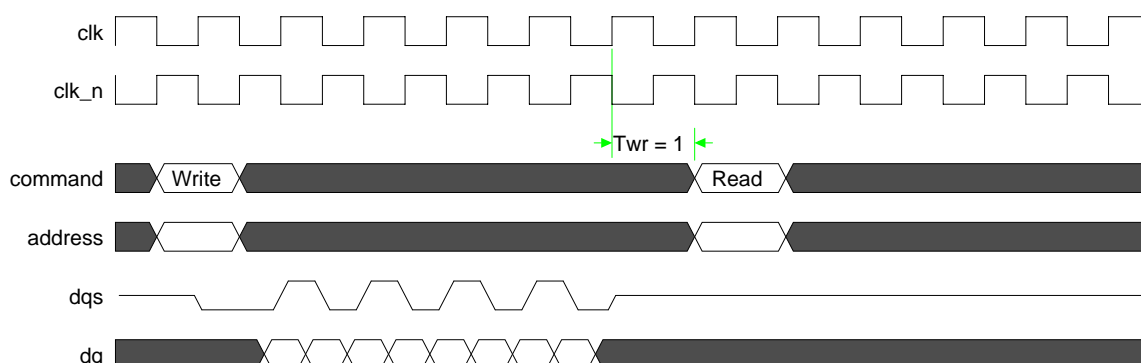 clk
clk_n
Twr = 1
command Write Read
address
dqs
dq